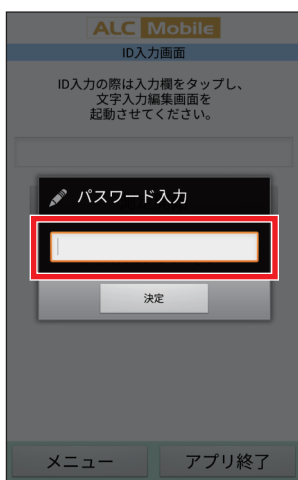 ALC Mobile
ID入力画面
ID入力の際は入力欄をタップし、
文字入力編集画面を
起動させてください。
パスワード入力
決定
メニュー
アプリ終了